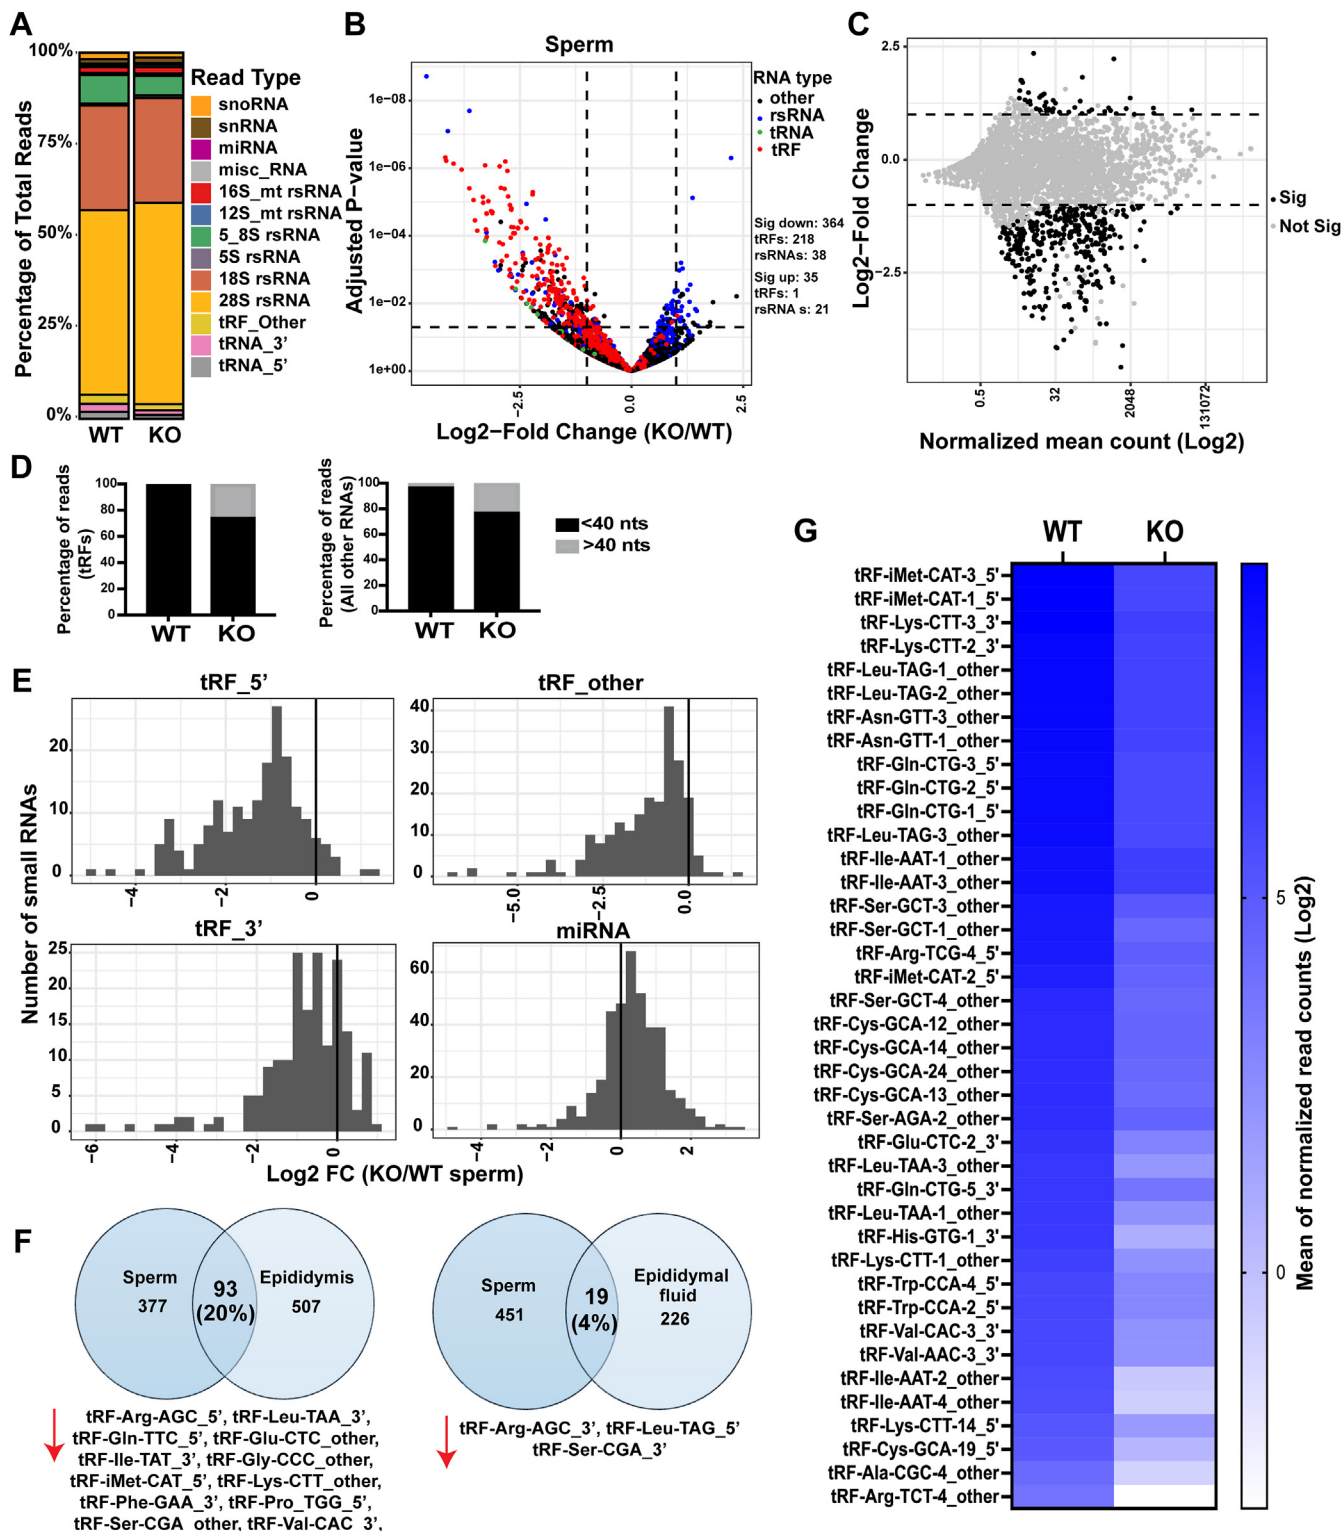 A
100%
75%
50%
25%
0%
Percentage of Total Reads
WT KO
Read Type
snoRNA
snRNA
miRNA
misc_RNA
16S_mt rsRNA
12S_mt rsRNA
5_8S rsRNA
5S rsRNA
18S rsRNA
28S rsRNA
tRF_Other
tRNA_3'
tRNA_5'
B
Sperm
Adjusted P-value
1e-08
1e-06
1e-04
1e-02
1e+00
-2.5 0.0 2.5
Log2-Fold Change (KO/WT)
RNA type
other
rsRNA
tRNA
tRF
Sig down: 364
tRFs: 218
rsRNAs: 38
Sig up: 35
tRFs: 1
rsRNA s: 21
C
Log2-Fold Change
2.5
0.0
-2.5
0.5 32 2048 131072
Normalized mean count (Log2)
Sig
Not Sig
D
Percentage of reads
(tRFs)
100
80
60
40
20
0
WT KO
Percentage of reads
(All other RNAs)
100
80
60
40
20
0
WT KO
<40 nts
>40 nts
E
Number of small RNAs
tRF_5'
20
10
0
-4 -2 0
tRF_other
40
30
20
10
0
-5.0 -2.5 0.0
tRF_3'
25
20
15
10
5
0
-6 -4 -2 0
miRNA
60
40
20
0
-4 -2 0 2
Log2 FC (KO/WT sperm)
F
Sperm
377
93
(20%)
Epididymis
507
tRF-Arg-AGC_5', tRF-Leu-TAA_3',
tRF-Gln-TTC_5', tRF-Glu-CTC_other,
tRF-Ile-TAT_3', tRF-Gly-CCC_other,
tRF-iMet-CAT_5', tRF-Lys-CTT_other,
tRF-Phe-GAA_3', tRF-Pro_TGG_5',
tRF-Ser-CGA_other, tRF-Val-CAC_3',
Sperm
451
19
(4%)
Epididymal
fluid
226
tRF-Arg-AGC_3', tRF-Leu-TAG_5'
tRF-Ser-CGA_3'
G
WT KO
tRF-iMet-CAT-3_5'
tRF-iMet-CAT-1_5'
tRF-Lys-CTT-3_3'
tRF-Lys-CTT-2_3'
tRF-Leu-TAG-1_other
tRF-Leu-TAG-2_other
tRF-Asn-GTT-3_other
tRF-Asn-GTT-1_other
tRF-Gln-CTG-3_5'
tRF-Gln-CTG-2_5'
tRF-Gln-CTG-1_5'
tRF-Leu-TAG-3_other
tRF-Ile-AAT-1_other
tRF-Ile-AAT-3_other
tRF-Ser-GCT-3_other
tRF-Ser-GCT-1_other
tRF-Arg-TCG-4_5'
tRF-iMet-CAT-2_5'
tRF-Ser-GCT-4_other
tRF-Cys-GCA-12_other
tRF-Cys-GCA-14_other
tRF-Cys-GCA-24_other
tRF-Cys-GCA-13_other
tRF-Ser-AGA-2_other
tRF-Glu-CTC-2_3'
tRF-Leu-TAA-3_other
tRF-Gln-CTG-5_3'
tRF-Leu-TAA-1_other
tRF-His-GTG-1_3'
tRF-Lys-CTT-1_other
tRF-Trp-CCA-4_5'
tRF-Trp-CCA-2_5'
tRF-Val-CAC-3_3'
tRF-Val-AAC-3_3'
tRF-Ile-AAT-2_other
tRF-Ile-AAT-4_other
tRF-Lys-CTT-14_5'
tRF-Cys-GCA-19_5'
tRF-Ala-CGC-4_other
tRF-Arg-TCT-4_other
5
0
Mean of normalized read counts (Log2)